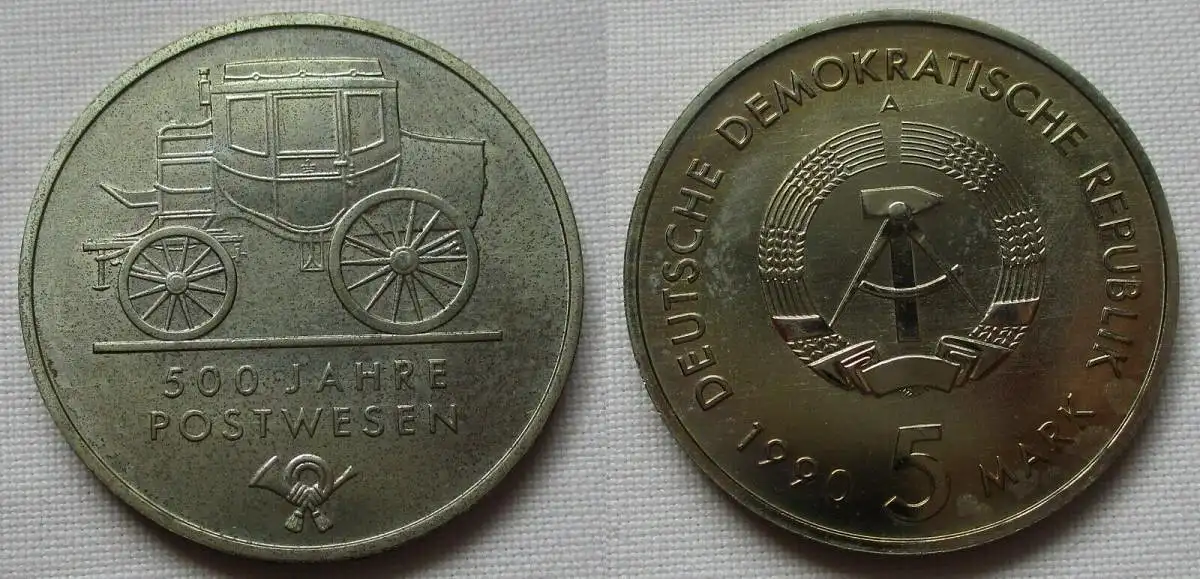 500 JAHRE
POSTWESEN
DEUTSCHE DEMOKRATISCHE REPUBLIK
A
1990 5 MARK